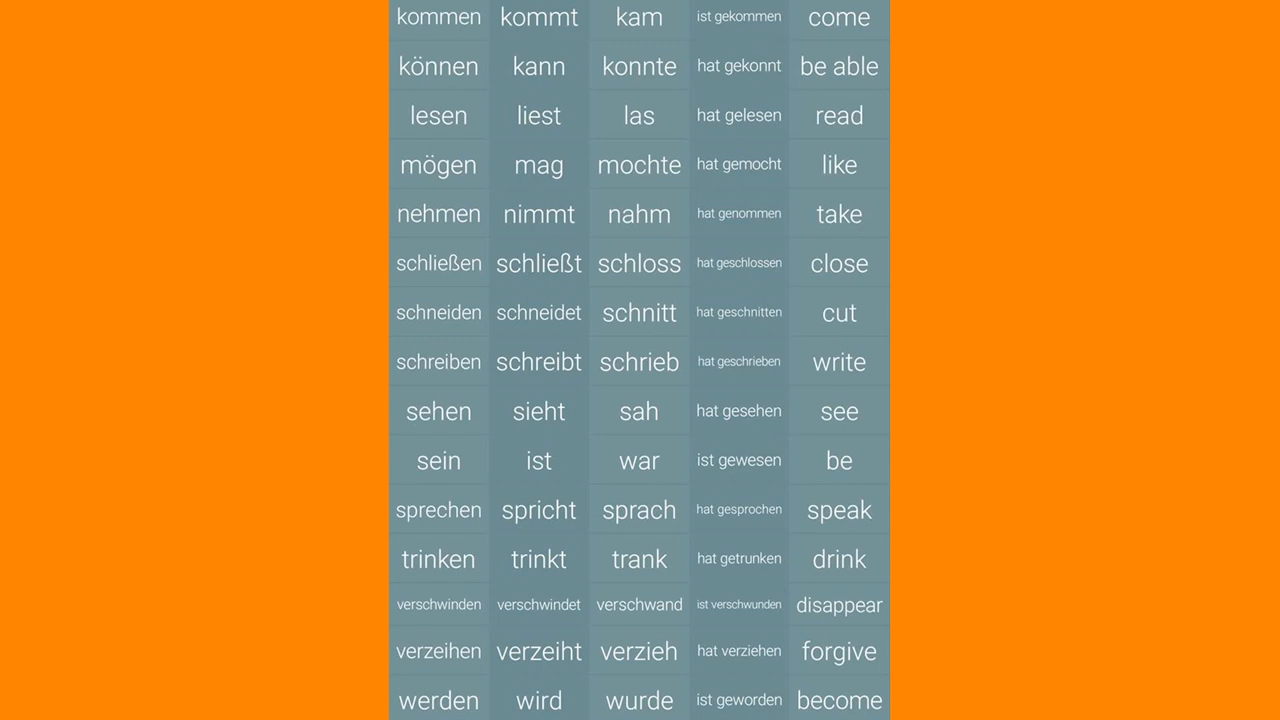 kommen kommt kam ist gekommen come
können kann konnte hat gekonnt be able
lesen liest las hat gelesen read
mögen mag mochte hat gemocht like
nehmen nimmt nahm hat genommen take
schließen schließt schloss hat geschlossen close
schneiden schneidet schnitt hat geschnitten cut
schreiben schreibt schrieb hat geschrieben write
sehen sieht sah hat gesehen see
sein ist war ist gewesen be
sprechen spricht sprach hat gesprochen speak
trinken trinkt trank hat getrunken drink
verschwinden verschwindet verschwand ist verschwunden disappear
verzeihen verzeiht verzieh hat verziehen forgive
werden wird wurde ist geworden become